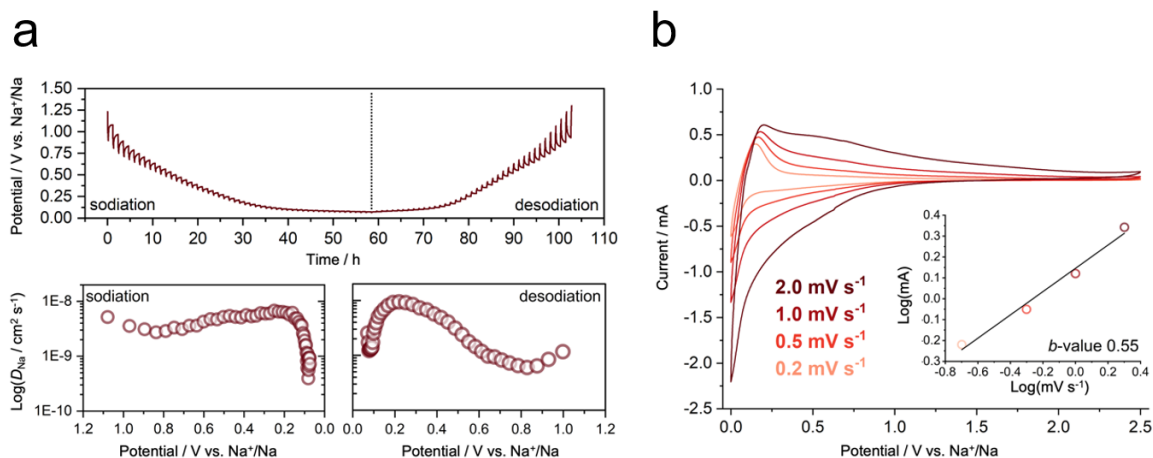 a
Potential / V vs. Na⁺/Na
1.50
1.25
1.00
0.75
0.50
0.25
0.00
sodiation
desodiation
0 10 20 30 40 50 60 70 80 90 100 110
Time / h
Log(D_Na / cm² s⁻¹)
1E-8
1E-9
1E-10
sodiation
1.2 1.0 0.8 0.6 0.4 0.2 0.0
Potential / V vs. Na⁺/Na
desodiation
0.0 0.2 0.4 0.6 0.8 1.0 1.2
Potential / V vs. Na⁺/Na
b
Current / mA
1.0
0.5
0.0
-0.5
-1.0
-1.5
-2.0
-2.5
2.0 mV s⁻¹
1.0 mV s⁻¹
0.5 mV s⁻¹
0.2 mV s⁻¹
Log(mA)
0.4
0.3
0.2
0.1
0.0
0.1
0.2
0.3
b-value 0.55
-0.8 -0.6 -0.4 -0.2 0.0 0.2 0.4
Log(mV s⁻¹)
0.0 0.5 1.0 1.5 2.0 2.5
Potential / V vs. Na⁺/Na